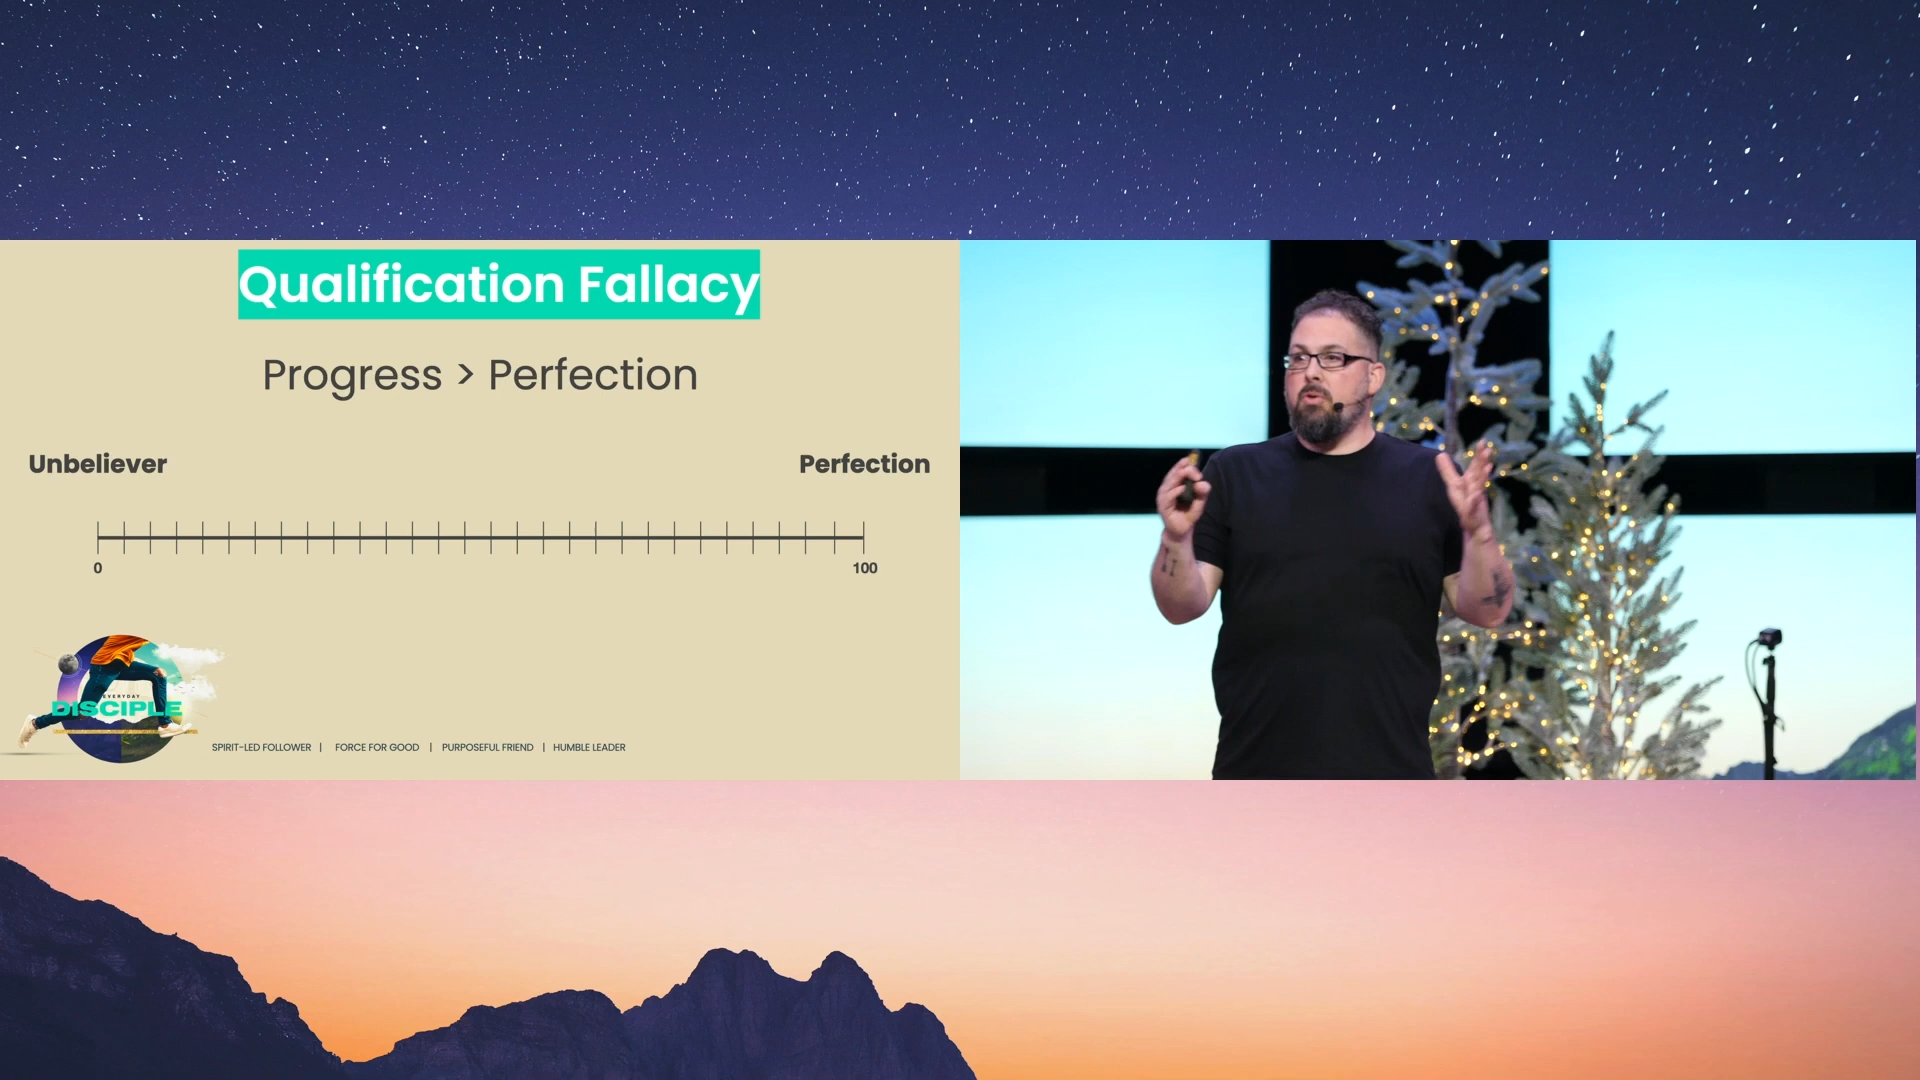 Qualification Fallacy
Progress > Perfection
Unbeliever
Perfection
0
100
EVERYDAY
DISCIPLE
SPIRIT-LED FOLLOWER | FORCE FOR GOOD | PURPOSEFUL FRIEND | HUMBLE LEADER